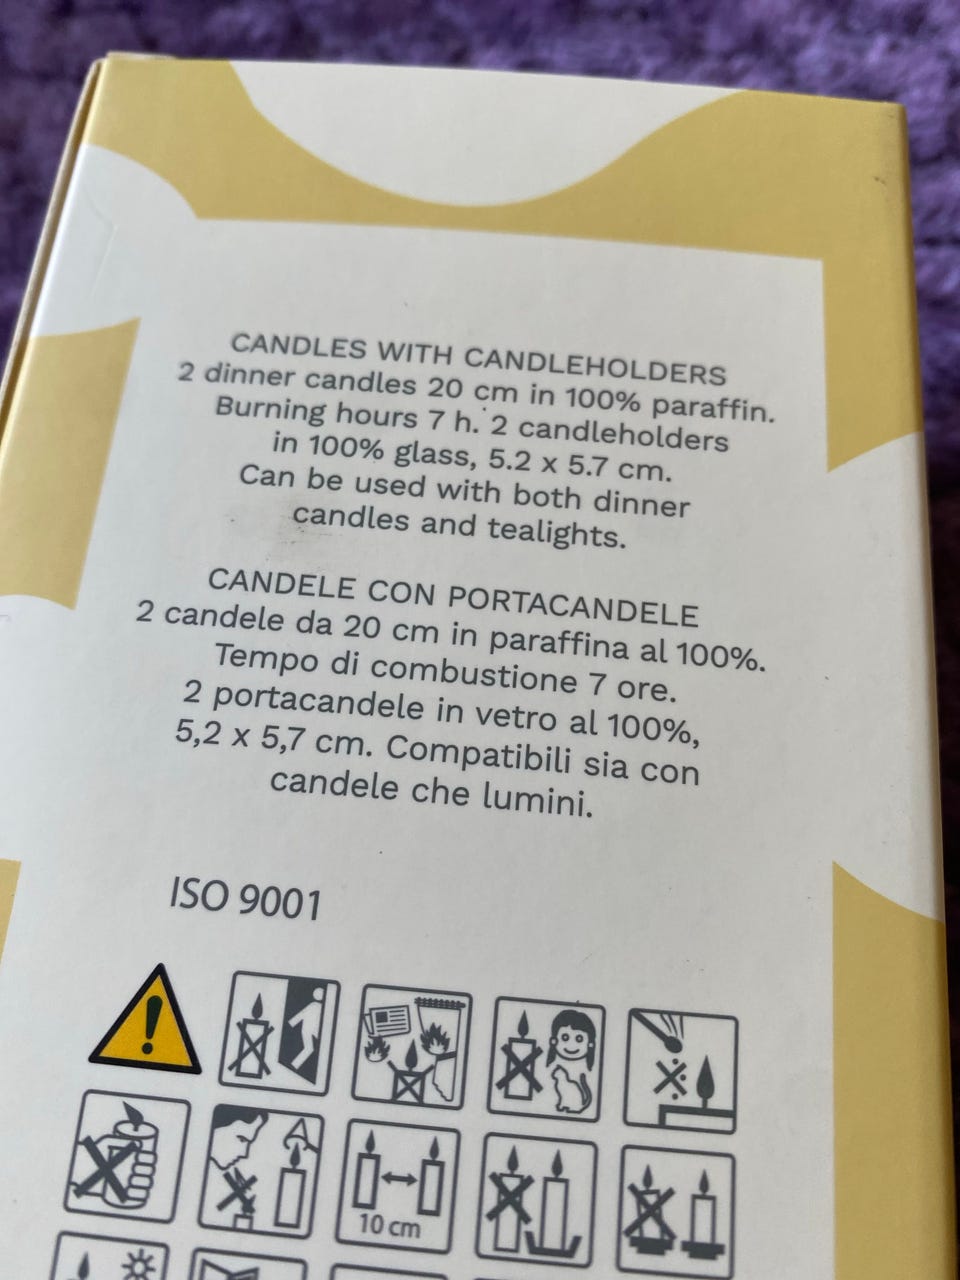 CANDLES WITH CANDLEHOLDERS
2 dinner candles 20 cm in 100% paraffin.
Burning hours 7 h. 2 candleholders
in 100% glass, 5.2 x 5.7 cm.
Can be used with both dinner
candles and tealights.
CANDELE CON PORTACANDELE
2 candele da 20 cm in paraffina al 100%.
Tempo di combustione 7 ore.
2 portacandele in vetro al 100%,
5,2 x 5,7 cm. Compatibili sia con
candele che lumini.
ISO 9001
10 cm